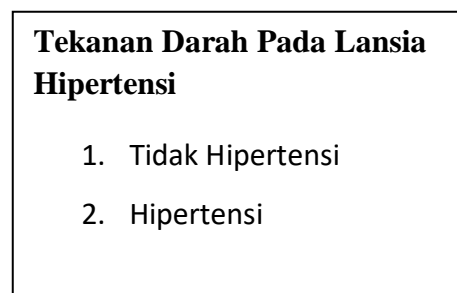 Tekanan Darah Pada Lansia
Hipertensi
1. Tidak Hipertensi
2. Hipertensi